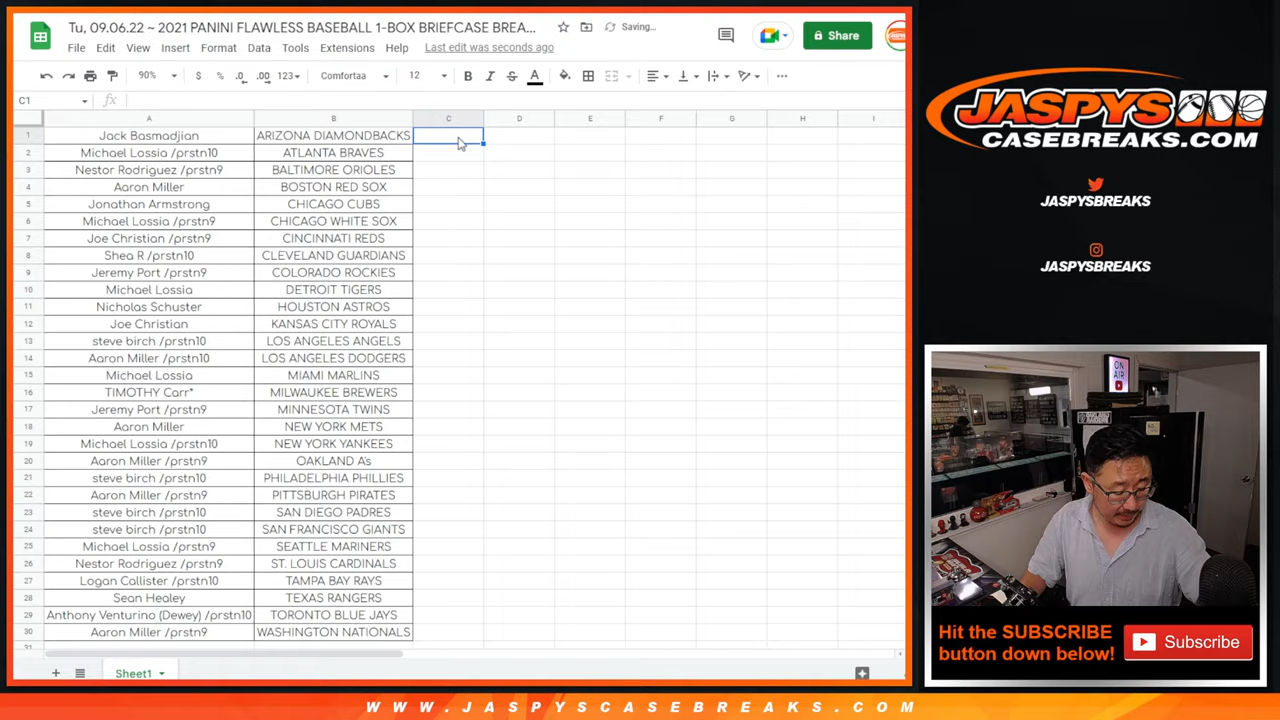 Tu, 09.06.22 ~ 2021 PANINI FLAWLESS BASEBALL 1-BOX BRIEFCASE BREA...
Saving...
File Edit View Insert Format Data Tools Extensions Help Last edit was seconds ago
Share
90% $ % .0 .00 123 Comfortaa 12 B I S A
C1 fx
A B C D E F G H I
1 Jack Basmadjian ARIZONA DIAMONDBACKS
2 Michael Lossia /prstn10 ATLANTA BRAVES
3 Nestor Rodriguez /prstn9 BALTIMORE ORIOLES
4 Aaron Miller BOSTON RED SOX
5 Jonathan Armstrong CHICAGO CUBS
6 Michael Lossia /prstn9 CHICAGO WHITE SOX
7 Joe Christian /prstn9 CINCINNATI REDS
8 Shea R /prstn10 CLEVELAND GUARDIANS
9 Jeremy Port /prstn9 COLORADO ROCKIES
10 Michael Lossia DETROIT TIGERS
11 Nicholas Schuster HOUSTON ASTROS
12 Joe Christian KANSAS CITY ROYALS
13 steve birch /prstn10 LOS ANGELES ANGELS
14 Aaron Miller /prstn10 LOS ANGELES DODGERS
15 Michael Lossia MIAMI MARLINS
16 TIMOTHY Carr* MILWAUKEE BREWERS
17 Jeremy Port /prstn9 MINNESOTA TWINS
18 Aaron Miller NEW YORK METS
19 Michael Lossia /prstn10 NEW YORK YANKEES
20 Aaron Miller /prstn9 OAKLAND A's
21 steve birch /prstn10 PHILADELPHIA PHILLIES
22 Aaron Miller /prstn9 PITTSBURGH PIRATES
23 steve birch /prstn9 SAN DIEGO PADRES
24 steve birch /prstn10 SAN FRANCISCO GIANTS
25 Michael Lossia /prstn9 SEATTLE MARINERS
26 Nestor Rodriguez /prstn9 ST. LOUIS CARDINALS
27 Logan Callister /prstn10 TAMPA BAY RAYS
28 Sean Healey TEXAS RANGERS
29 Anthony Venturino (Dewey) /prstn10 TORONTO BLUE JAYS
30 Aaron Miller /prstn9 WASHINGTON NATIONALS
Sheet1
JASPYS
CASEBREAKS.COM
JASPYSBREAKS
JASPYSBREAKS
ON
AIR
Hit the SUBSCRIBE
button down below!
Subscribe
WWW.JASPYSCASEBREAKS.COM